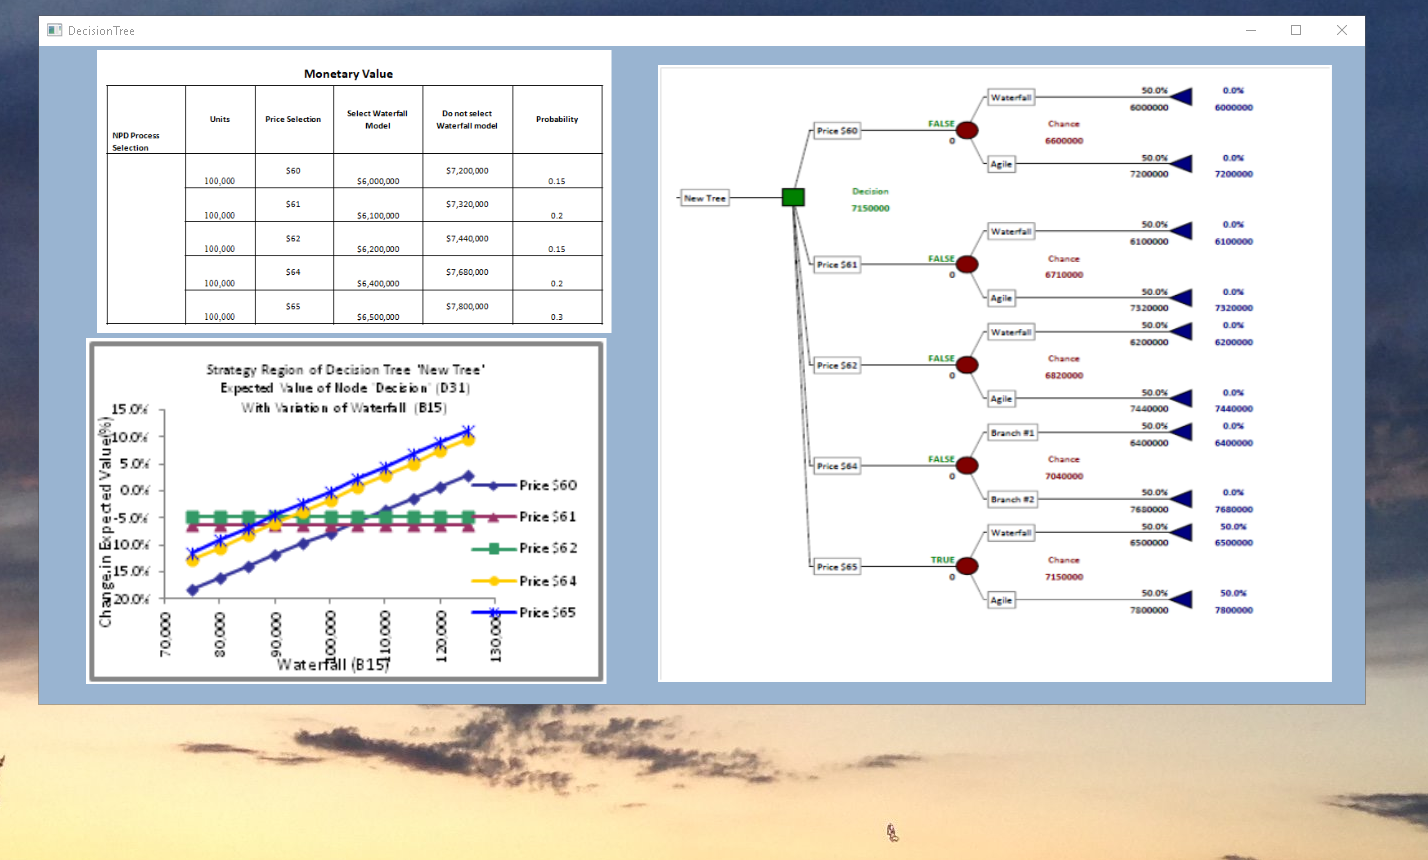 DecisionTree
Monetary Value
NPD Process Selection Units Price Selection Select Waterfall Model Do not select Waterfall model Probability
100,000 $60 $6,000,000 $7,200,000 0.15
100,000 $61 $6,100,000 $7,320,000 0.2
100,000 $62 $6,200,000 $7,440,000 0.15
100,000 $64 $6,400,000 $7,680,000 0.2
100,000 $65 $6,500,000 $7,800,000 0.3
Strategy Region of Decision Tree 'New Tree'
Expected Value of Node 'Decision' (D31)
With Variation of Waterfall (B15)
Change in Expected Value (%)
15.0%
10.0%
5.0%
0.0%
-5.0%
-10.0%
-15.0%
-20.0%
70,000 80,000 90,000 100,000 110,000 120,000 130,000
Waterfall (B15)
Price $60
Price $61
Price $62
Price $64
Price $65
New Tree
Decision
7150000
Price $60
FALSE
0
Chance
6600000
Waterfall
50.0% 0.0%
6000000 6000000
Agile
50.0% 0.0%
7200000 7200000
Price $61
FALSE
0
Chance
6710000
Waterfall
50.0% 0.0%
6100000 6100000
Agile
50.0% 0.0%
7320000 7320000
Price $62
FALSE
0
Chance
6820000
Waterfall
50.0% 0.0%
6200000 6200000
Agile
50.0% 0.0%
7440000 7440000
Price $64
FALSE
0
Chance
7040000
Branch #1
50.0% 0.0%
6400000 6400000
Branch #2
50.0% 0.0%
7680000 7680000
Price $65
TRUE
0
Chance
7150000
Waterfall
50.0% 50.0%
6500000 6500000
Agile
50.0% 50.0%
7800000 7800000